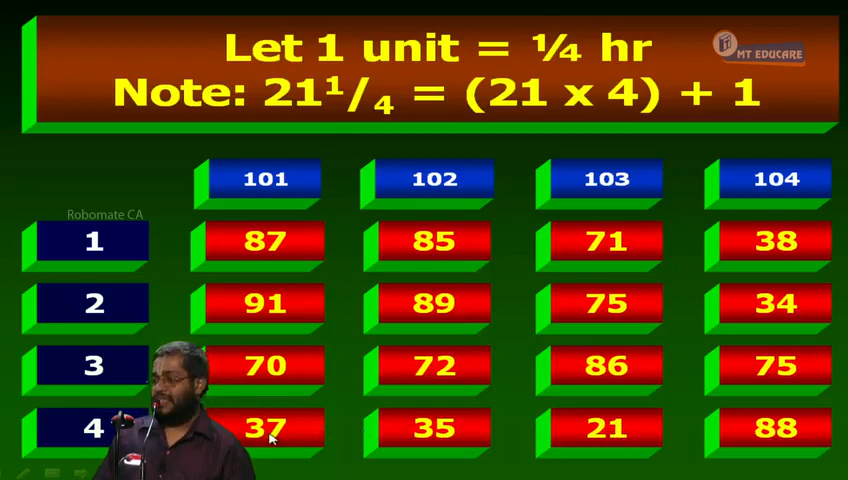 Let 1 unit = ¼ hr
MT EDUCARE
Note: 21¹/₄ = (21 x 4) + 1
101 102 103 104
Robomate CA
1 87 85 71 38
2 91 89 75 34
3 70 72 86 75
4 37 35 21 88